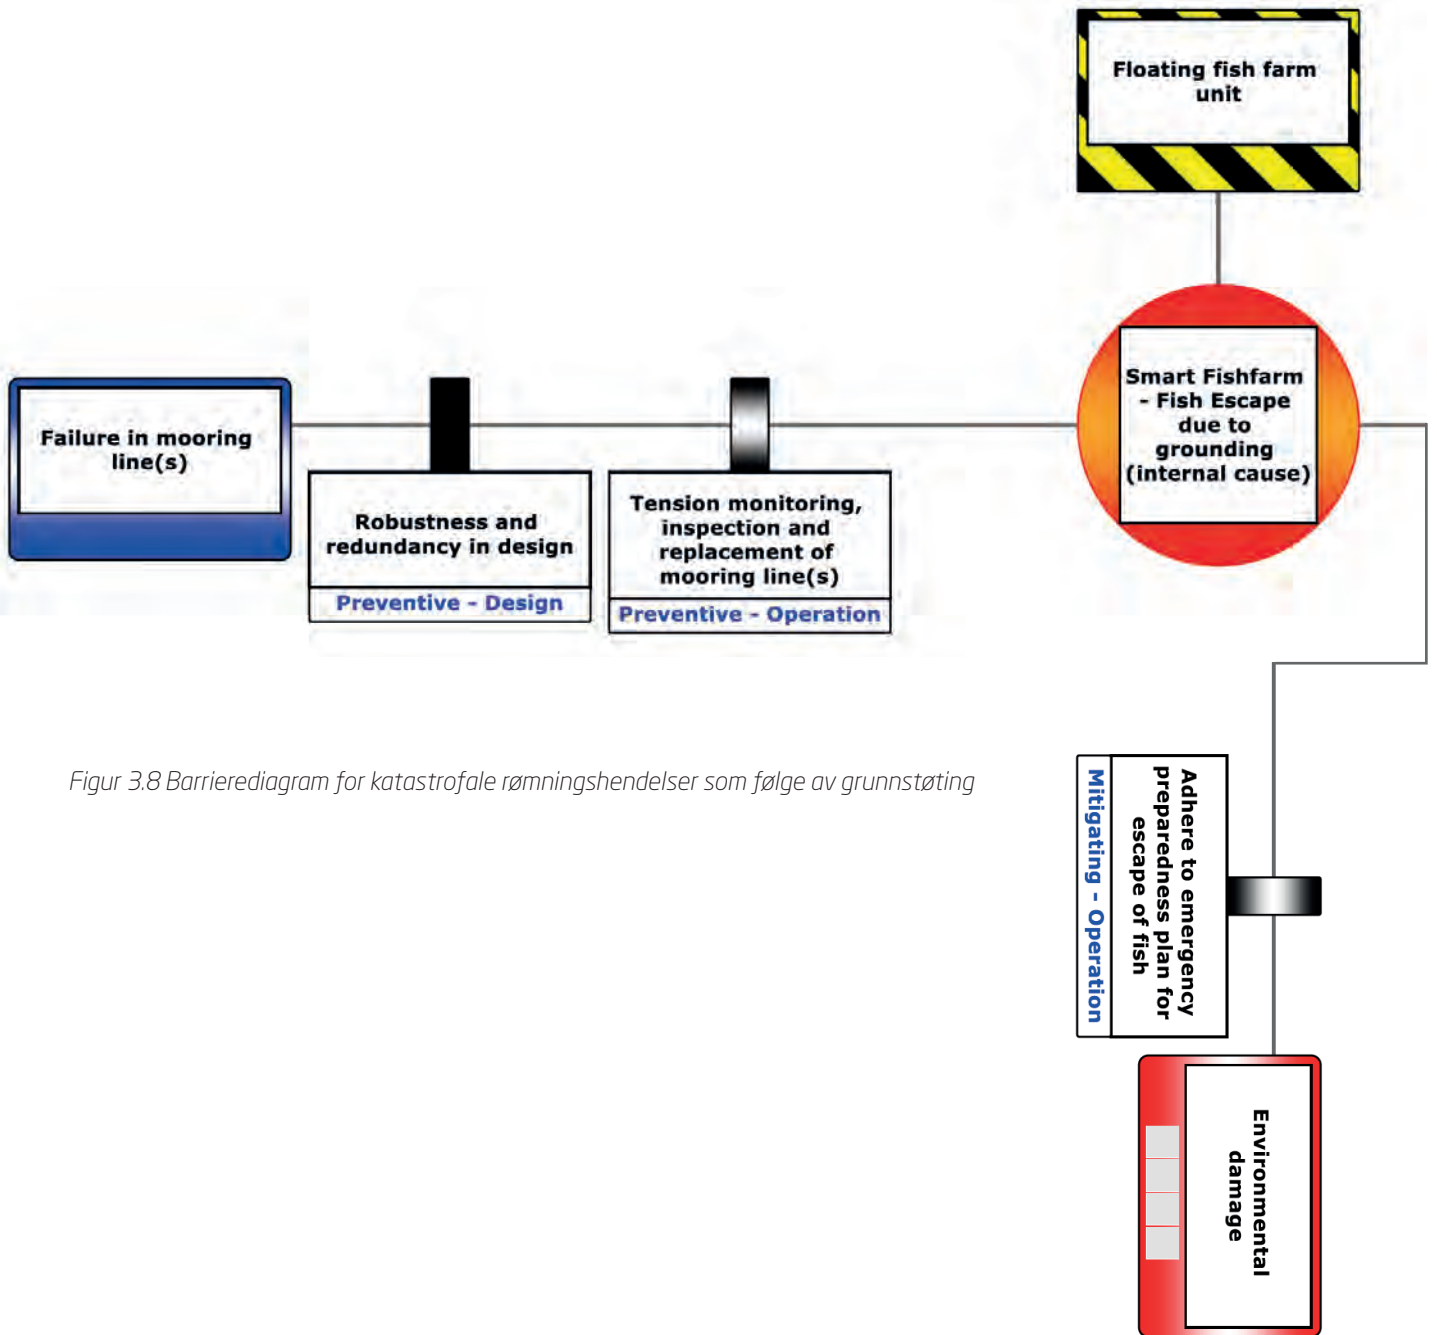 Floating fish farm
unit
Smart Fishfarm
- Fish Escape
due to
grounding
(internal cause)
Failure in mooring
line(s)
Robustness and
redundancy in design
Preventive - Design
Tension monitoring,
inspection and
replacement of
mooring line(s)
Preventive - Operation
Figur 3.8 Barrierediagram for katastrofale rømningshendelser som følge av grunnstøting
Adhere to emergency
preparedness plan for
escape of fish
Mitigating - Operation
Environmental
damage